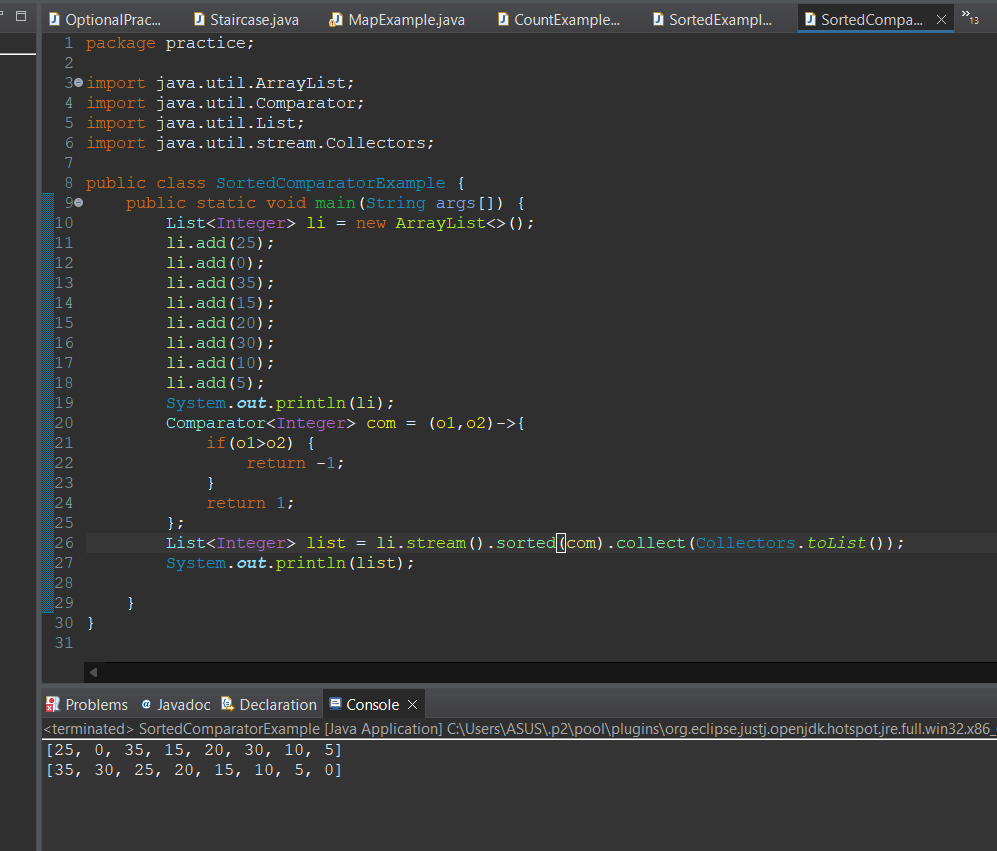 OptionalPrac... Staircase.java MapExample.java CountExample... SortedExampl... SortedCompa... »13
1 package practice;
2
3 import java.util.ArrayList;
4 import java.util.Comparator;
5 import java.util.List;
6 import java.util.stream.Collectors;
7
8 public class SortedComparatorExample {
9     public static void main(String args[]) {
10         List<Integer> li = new ArrayList<>();
11         li.add(25);
12         li.add(0);
13         li.add(35);
14         li.add(15);
15         li.add(20);
16         li.add(30);
17         li.add(10);
18         li.add(5);
19         System.out.println(li);
20         Comparator<Integer> com = (o1,o2)->{
21             if(o1>o2) {
22                 return -1;
23             }
24             return 1;
25         };
26         List<Integer> list = li.stream().sorted(com).collect(Collectors.toList());
27         System.out.println(list);
28
29     }
30 }
31
Problems @ Javadoc Declaration Console
<terminated> SortedComparatorExample [Java Application] C:\Users\ASUS\.p2\pool\plugins\org.eclipse.justj.openjdk.hotspot.jre.full.win32.x86_
[25, 0, 35, 15, 20, 30, 10, 5]
[35, 30, 25, 20, 15, 10, 5, 0]